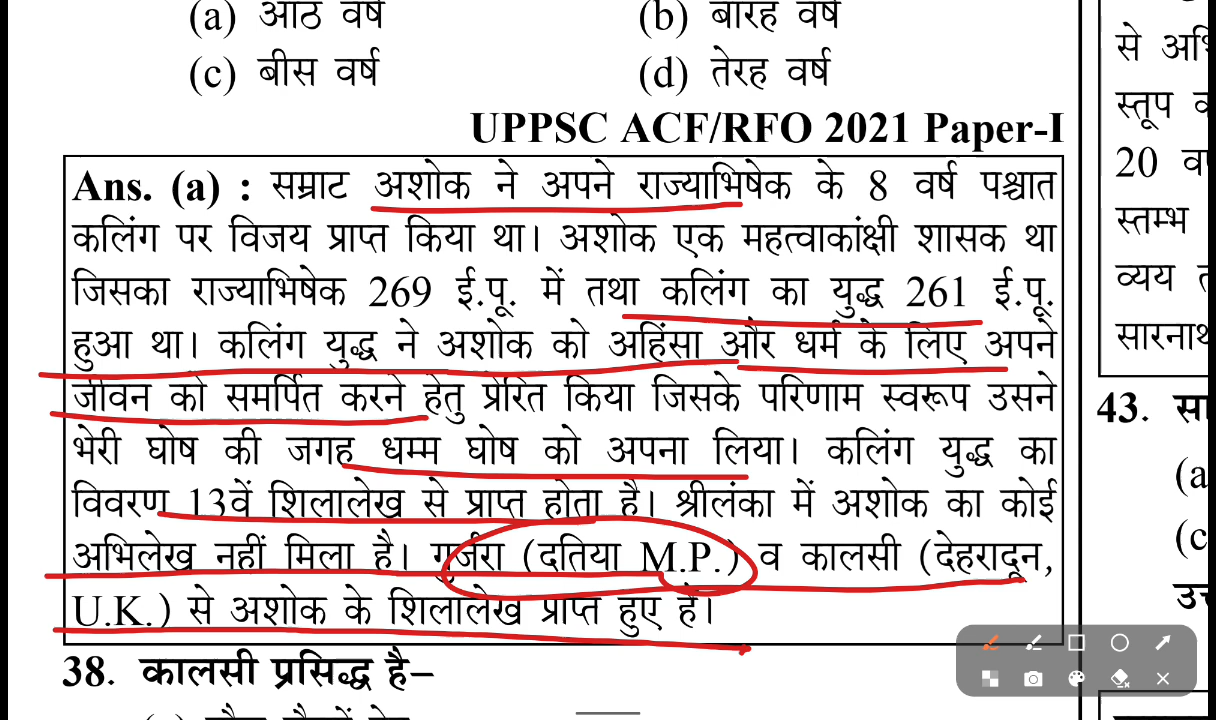 (a) आठ वर्ष (b) बारह वर्ष
(c) बीस वर्ष (d) तेरह वर्ष
UPPSC ACF/RFO 2021 Paper-I
Ans. (a) : सम्राट अशोक ने अपने राज्याभिषेक के 8 वर्ष पश्चात
कलिंग पर विजय प्राप्त किया था। अशोक एक महत्वाकांक्षी शासक था
जिसका राज्याभिषेक 269 ई.पू. में तथा कलिंग का युद्ध 261 ई.पू.
हुआ था। कलिंग युद्ध ने अशोक को अहिंसा और धर्म के लिए अपने
जीवन को समर्पित करने हेतु प्रेरित किया जिसके परिणाम स्वरूप उसने
भेरी घोष की जगह धम्म घोष को अपना लिया। कलिंग युद्ध का
विवरण 13वें शिलालेख से प्राप्त होता है। श्रीलंका में अशोक का कोई
अभिलेख नहीं मिला है। गुर्जरा (दतिया M.P.) व कालसी (देहरादून,
U.K.) से अशोक के शिलालेख प्राप्त हुए हैं।
38. कालसी प्रसिद्ध है–
से
स्तूप
20
स्तम्भ
व्यय
सारनाथ
43.
(a
(c